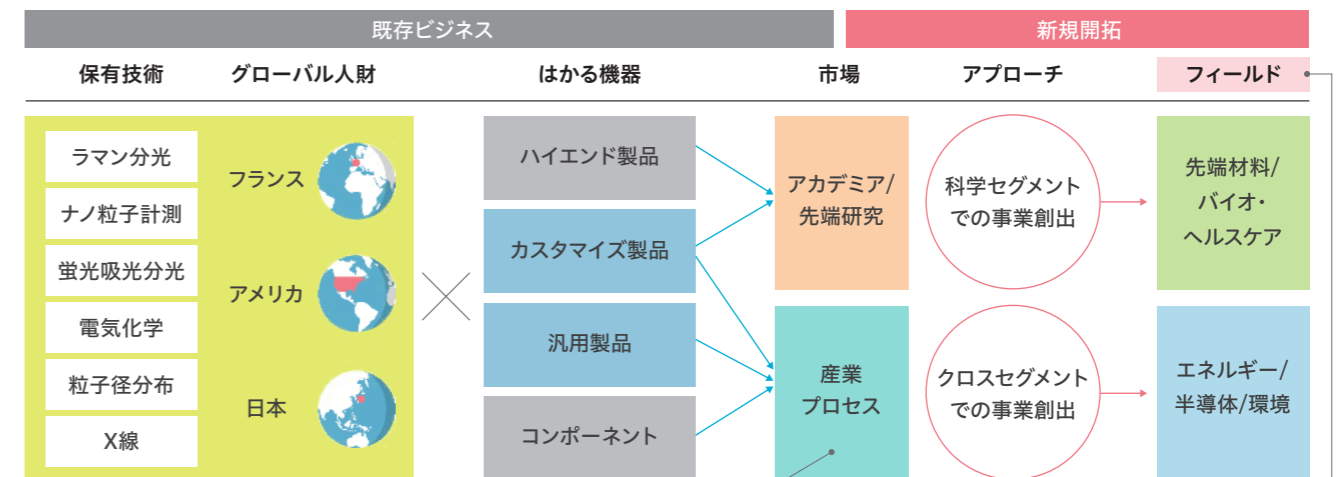 既存ビジネス
新規開拓
保有技術
グローバル人財
はかる機器
市場
アプローチ
フィールド
ラマン分光
ナノ粒子計測
蛍光吸光分光
電気化学
粒子径分布
X線
フランス
アメリカ
日本
ハイエンド製品
カスタマイズ製品
汎用製品
コンポーネント
アカデミア/
先端研究
産業
プロセス
科学セグメント
での事業創出
クロスセグメント
での事業創出
先端材料/
バイオ・
ヘルスケア
エネルギー/
半導体/環境